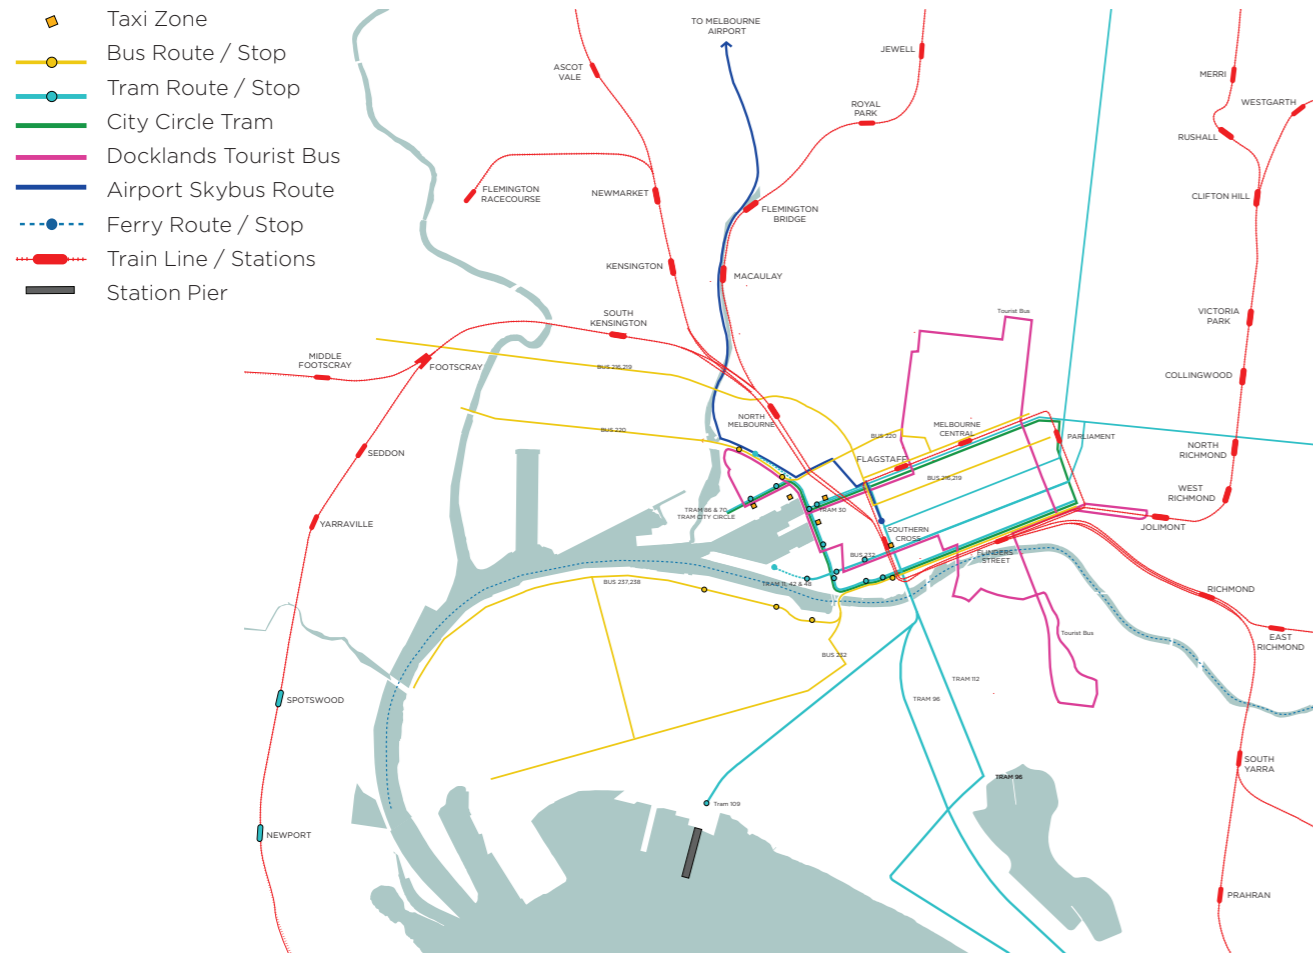 Taxi Zone
Bus Route / Stop
Tram Route / Stop
City Circle Tram
Docklands Tourist Bus
Airport Skybus Route
Ferry Route / Stop
Train Line / Stations
Station Pier
TO MELBOURNE
AIRPORT
JEWELL
ASCOT
VALE
MERRI
ROYAL
PARK
WESTGARTH
RUSHALL
FLEMINGTON
RACECOURSE
NEWMARKET
CLIFTON HILL
FLEMINGTON
BRIDGE
KENSINGTON
MACAULAY
SOUTH
KENSINGTON
Tourist Bus
VICTORIA
PARK
MIDDLE
FOOTSCRAY
FOOTSCRAY
BUS 216,219
COLLINGWOOD
NORTH
MELBOURNE
BUS 220
BUS 220
MELBOURNE
CENTRAL
PARLIAMENT
SEDDON
FLAGSTAFF
NORTH
RICHMOND
BUS 216,219
WEST
RICHMOND
TRAM 86 & 70,
TRAM CITY CIRCLE
TRAM 30
YARRAVILLE
JOLIMONT
SOUTHERN
CROSS
BUS 232
FLINDERS
STREET
BUS 237,238
TRAM 11, 42 & 48
RICHMOND
Tourist Bus
EAST
RICHMOND
BUS 232
TRAM 112
SPOTSWOOD
TRAM 96
SOUTH
YARRA
TRAM 96
Tram 109
NEWPORT
PRAHRAN